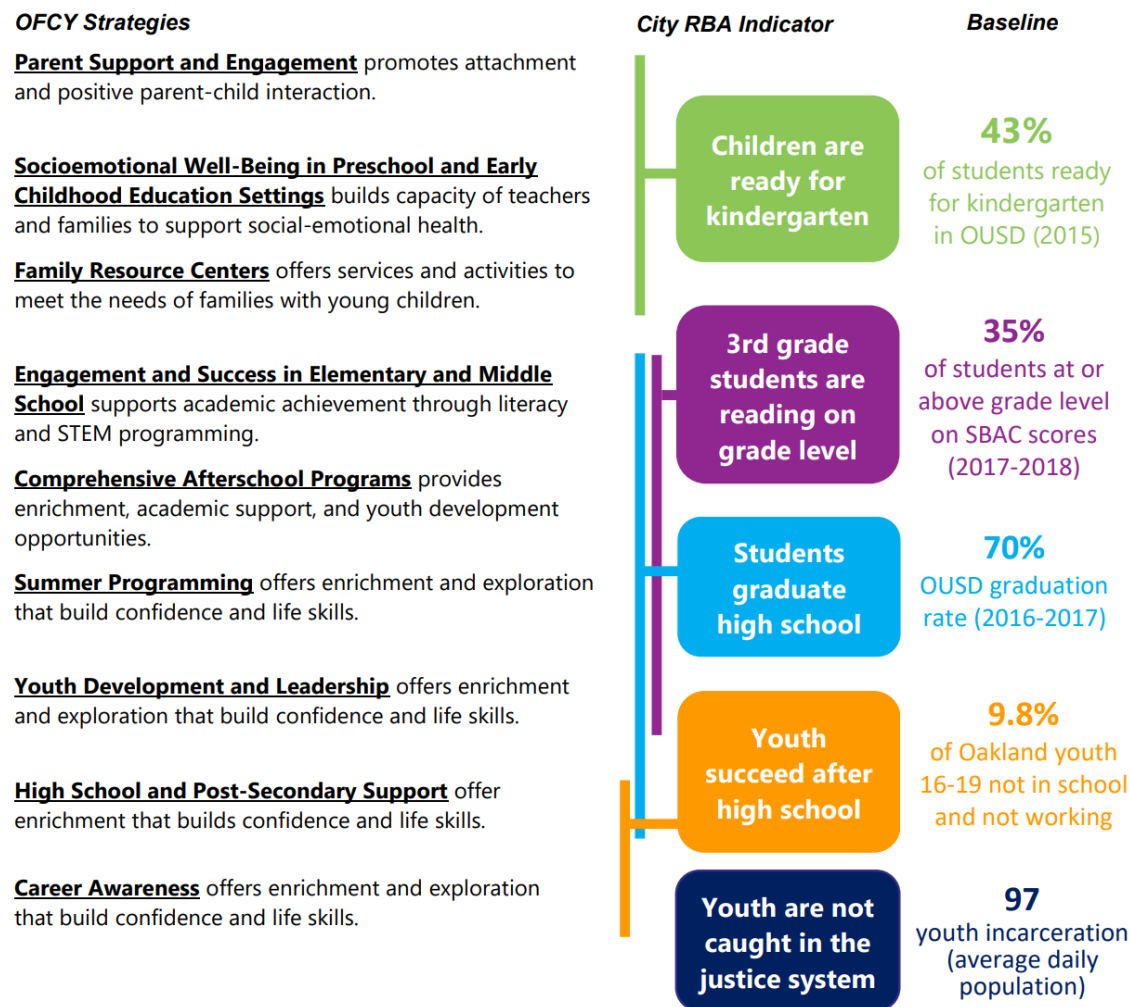 OFCY Strategies
City RBA Indicator
Baseline
Parent Support and Engagement promotes attachment
and positive parent-child interaction.
Socioemotional Well-Being in Preschool and Early
Childhood Education Settings builds capacity of teachers
and families to support social-emotional health.
Family Resource Centers offers services and activities to
meet the needs of families with young children.
Engagement and Success in Elementary and Middle
School supports academic achievement through literacy
and STEM programming.
Comprehensive Afterschool Programs provides
enrichment, academic support, and youth development
opportunities.
Summer Programming offers enrichment and exploration
that build confidence and life skills.
Youth Development and Leadership offers enrichment
and exploration that build confidence and life skills.
High School and Post-Secondary Support offer
enrichment that builds confidence and life skills.
Career Awareness offers enrichment and exploration
that build confidence and life skills.
Children are
ready for
kindergarten
43%
of students ready
for kindergarten
in OUSD (2015)
3rd grade
students are
reading on
grade level
35%
of students at or
above grade level
on SBAC scores
(2017-2018)
Students
graduate
high school
70%
OUSD graduation
rate (2016-2017)
Youth
succeed after
high school
9.8%
of Oakland youth
16-19 not in school
and not working
Youth are not
caught in the
justice system
97
youth incarceration
(average daily
population)